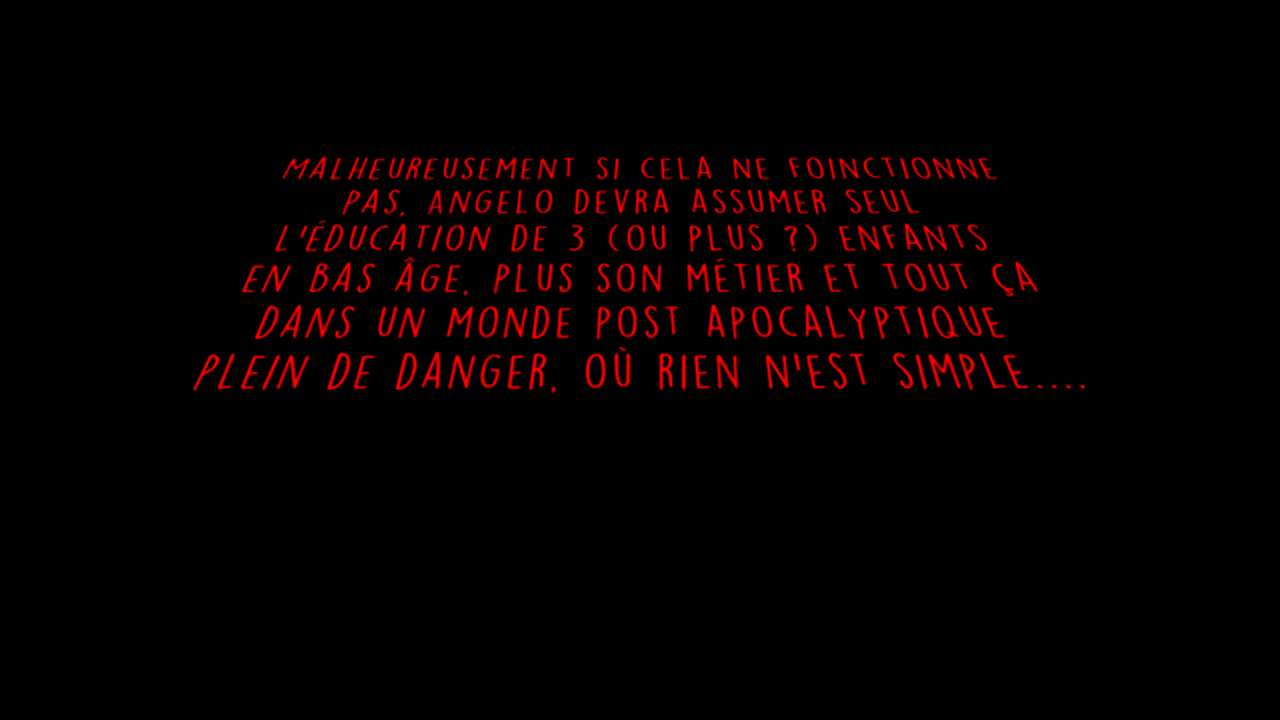 MALHEUREUSEMENT SI CELA NE FOINCTIONNE
PAS, ANGELO DEVRA ASSUMER SEUL
L'ÉDUCATION DE 3 (OU PLUS ?) ENFANTS
EN BAS ÂGE, PLUS SON MÉTIER ET TOUT ÇA
DANS UN MONDE POST APOCALYPTIQUE
PLEIN DE DANGER, OÙ RIEN N'EST SIMPLE....